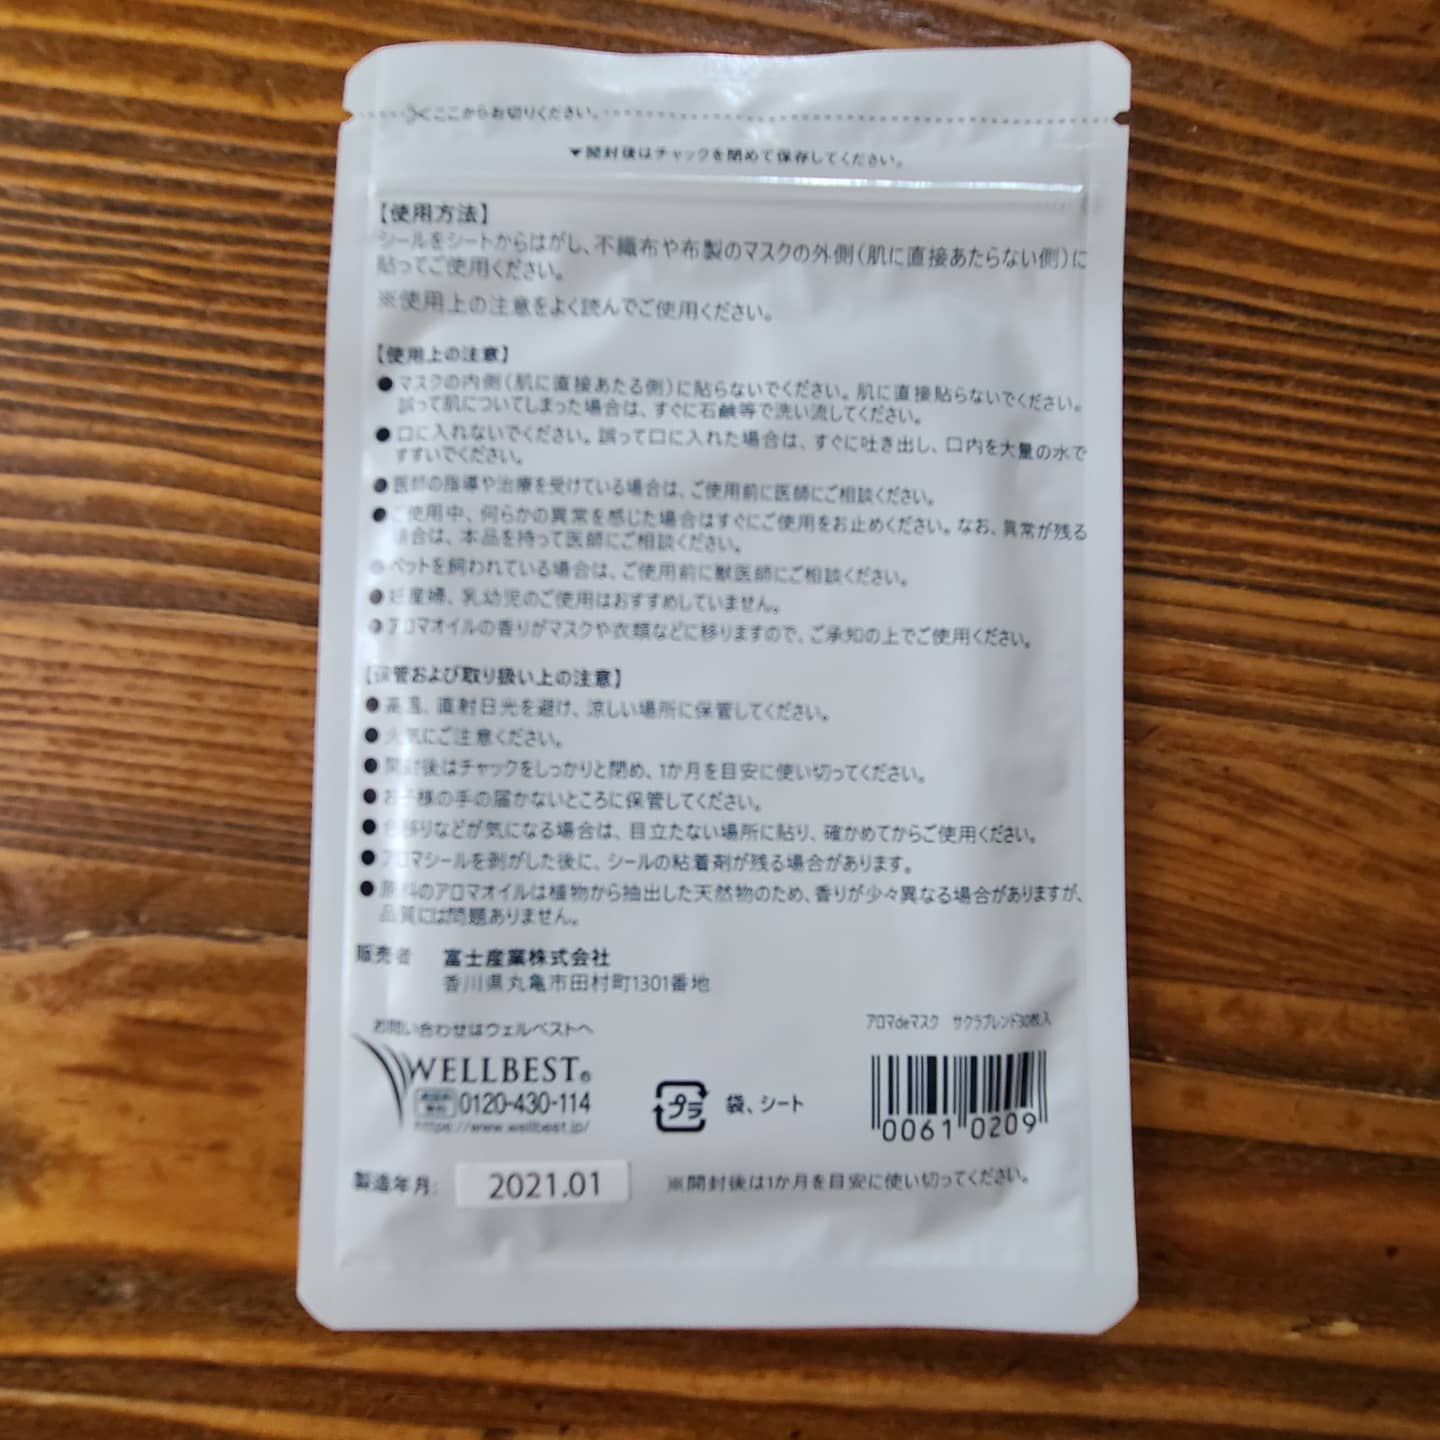 ここからお切りください。
▼開封後はチャックを閉めて保存してください。
【使用方法】
シールをシートからはがし、不織布や布製のマスクの外側(肌に直接あたらない側)に
貼ってご使用ください。
※使用上の注意をよく読んでご使用ください。
【使用上の注意】
●マスクの内側(肌に直接あたる側)に貼らないでください。肌に直接貼らないでください。
誤って肌についてしまった場合は、すぐに石鹸等で洗い流してください。
●口に入れないでください。誤って口に入れた場合は、すぐに吐き出し、口内を大量の水で
すすいでください。
●医師の指導や治療を受けている場合は、ご使用前に医師にご相談ください。
●ご使用中、何らかの異常を感じた場合はすぐにご使用をお止めください。なお、異常が残る
場合は、本品を持って医師にご相談ください。
●ペットを飼われている場合は、ご使用前に獣医師にご相談ください。
●妊産婦、乳幼児のご使用はおすすめしていません。
●アロマオイルの香りがマスクや衣類などに移りますので、ご承知の上でご使用ください。
【保管および取り扱い上の注意】
●高温、直射日光を避け、涼しい場所に保管してください。
●火気にご注意ください。
●開封後はチャックをしっかりと閉め、1か月を目安に使い切ってください。
●お子様の手の届かないところに保管してください。
●色移りなどが気になる場合は、目立たない場所に貼り、確かめてからご使用ください。
●アロマシールを剥がした後に、シールの粘着剤が残る場合があります。
●原料のアロマオイルは植物から抽出した天然物のため、香りが少々異なる場合がありますが、
品質には問題ありません。
販売者 富士産業株式会社
香川県丸亀市田村町1301番地
お問い合わせはウェルベストへ
WELLBEST®
通話料無料 0120-430-114
https://www.wellbest.jp/
プラ 袋、シート
アロマdeマスク サクラブレンド30枚入
0061 0209
製造年月: 2021.01 ※開封後は1か月を目安に使い切ってください。